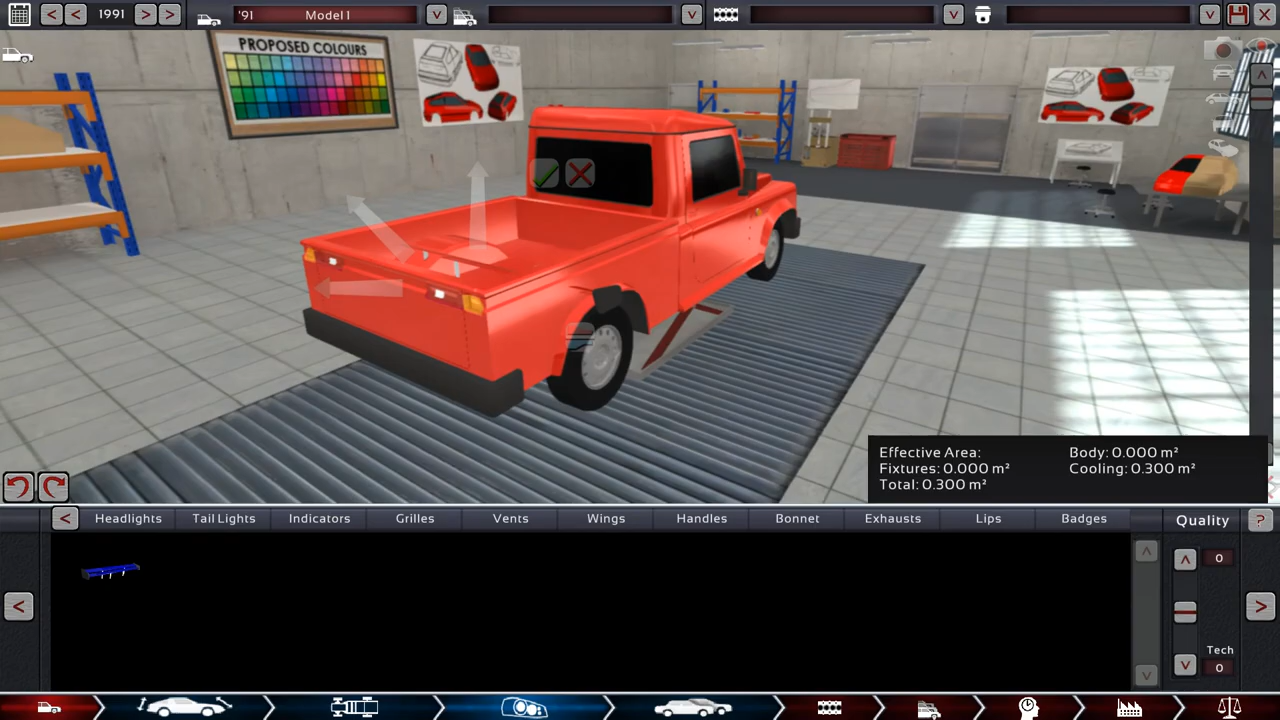 1991
'91 Model 1
PROPOSED COLOURS
Effective Area:
Body: 0.000 m²
Fixtures: 0.000 m²
Cooling: 0.300 m²
Total: 0.300 m²
Headlights Tail Lights Indicators Grilles Vents Wings Handles Bonnet Exhausts Lips Badges
Quality
?
0
Tech
0